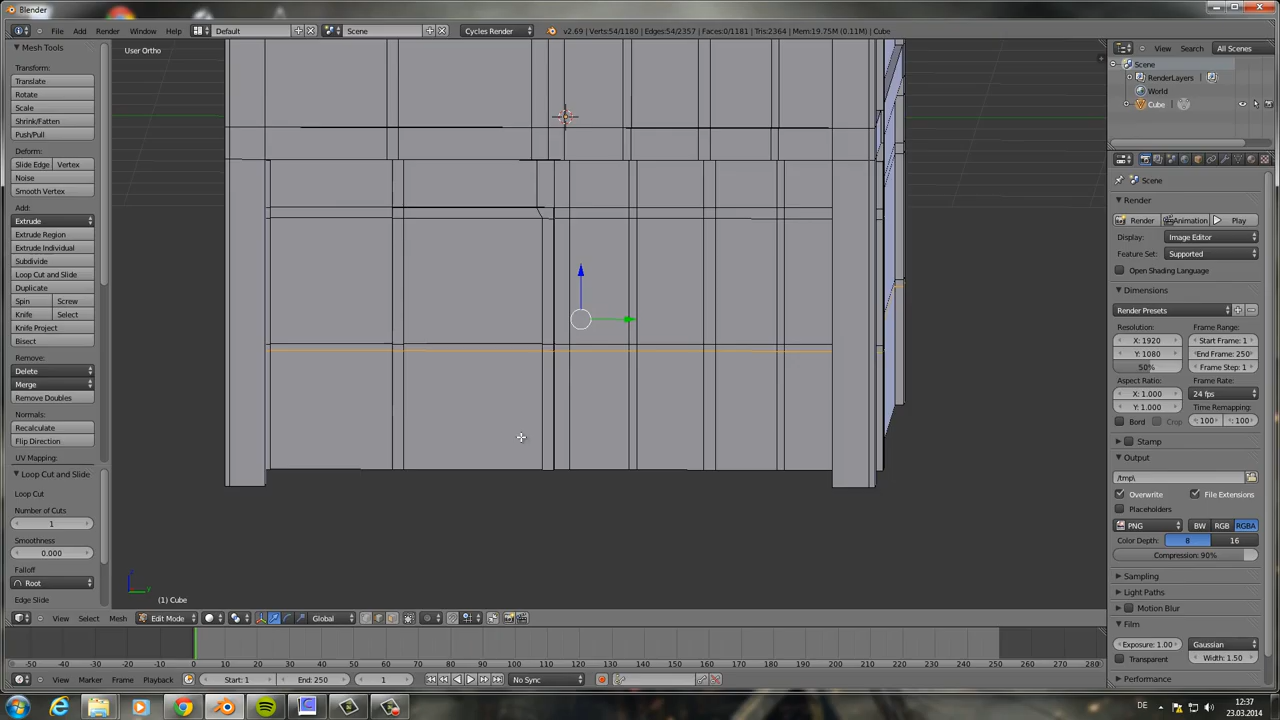 Blender
File Add Render Window Help Default Scene Cycles Render v2.69 | Verts:54/1180 | Edges:54/2357 | Faces:0/1181 | Tris:2364 | Mem:19.75M (0.11M) | Cube
Mesh Tools
Transform:
Translate
Rotate
Scale
Shrink/Fatten
Push/Pull
Deform:
Slide Edge Vertex
Noise
Smooth Vertex
Add:
Extrude
Extrude Region
Extrude Individual
Subdivide
Loop Cut and Slide
Duplicate
Spin Screw
Knife Select
Knife Project
Bisect
Remove:
Delete
Merge
Remove Doubles
Normals:
Recalculate
Flip Direction
UV Mapping:
Loop Cut and Slide
Loop Cut
Number of Cuts
1
Smoothness
0.000
Falloff
Root
Edge Slide
User Ortho
(1) Cube
View Select Mesh Edit Mode Global
View Search All Scenes
Scene
RenderLayers
World
Cube
Scene
Render
Render Animation Play
Display: Image Editor
Feature Set: Supported
Open Shading Language
Dimensions
Render Presets
Resolution: Frame Range:
X: 1920 Start Frame: 1
Y: 1080 End Frame: 250
50% Frame Step: 1
Aspect Ratio: Frame Rate:
X: 1.000 24 fps
Y: 1.000 Time Remapping:
Bord Crop : 100 : 100
Stamp
Output
/tmp\
Overwrite File Extensions
Placeholders
PNG BW RGB RGBA
Color Depth: 8 16
Compression: 90%
Sampling
Light Paths
Motion Blur
Film
Exposure: 1.00 Gaussian
Transparent Width: 1.50
Performance
-50 -40 -30 -20 -10 0 10 20 30 40 50 60 70 80 90 100 110 120 130 140 150 160 170 180 190 200 210 220 230 240 250 260 270 280
View Marker Frame Playback Start: 1 End: 250 1 No Sync
DE 12:37
23.03.2014